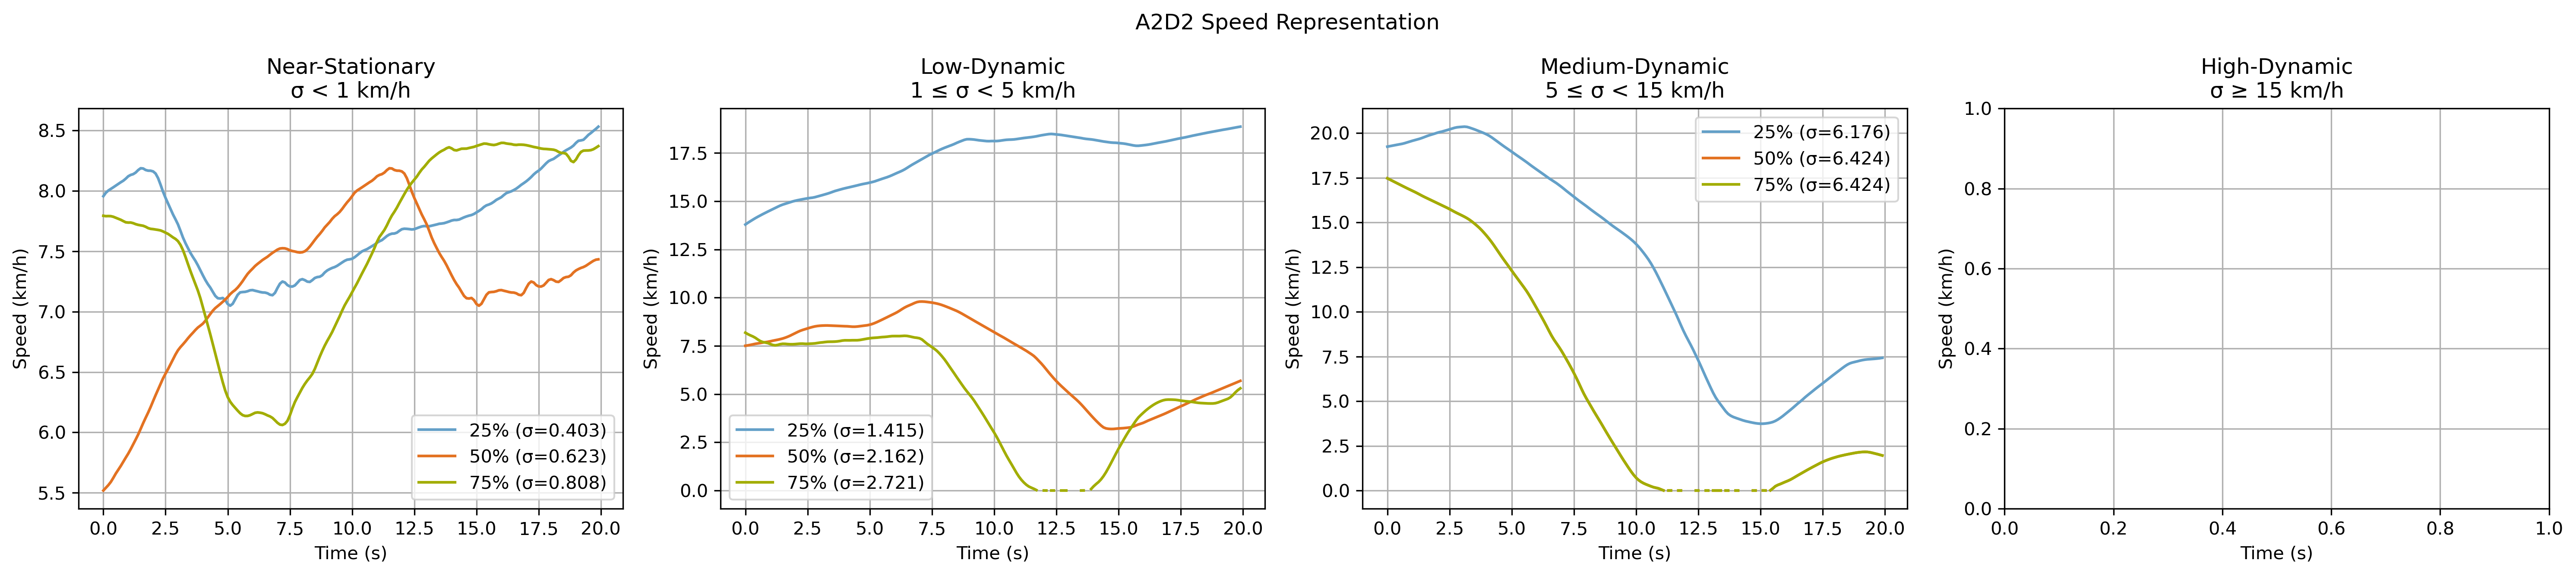 A2D2 Speed Representation
Near-Stationary
σ < 1 km/h
Speed (km/h)
8.5
8.0
7.5
7.0
6.5
6.0
5.5
25% (σ=0.403)
50% (σ=0.623)
75% (σ=0.808)
0.0 2.5 5.0 7.5 10.0 12.5 15.0 17.5 20.0
Time (s)
Low-Dynamic
1 ≤ σ < 5 km/h
Speed (km/h)
17.5
15.0
12.5
10.0
7.5
5.0
2.5
0.0
25% (σ=1.415)
50% (σ=2.162)
75% (σ=2.721)
0.0 2.5 5.0 7.5 10.0 12.5 15.0 17.5 20.0
Time (s)
Medium-Dynamic
5 ≤ σ < 15 km/h
Speed (km/h)
20.0
17.5
15.0
12.5
10.0
7.5
5.0
2.5
0.0
25% (σ=6.176)
50% (σ=6.424)
75% (σ=6.424)
0.0 2.5 5.0 7.5 10.0 12.5 15.0 17.5 20.0
Time (s)
High-Dynamic
σ ≥ 15 km/h
Speed (km/h)
1.0
0.8
0.6
0.4
0.2
0.0
0.0 0.2 0.4 0.6 0.8 1.0
Time (s)